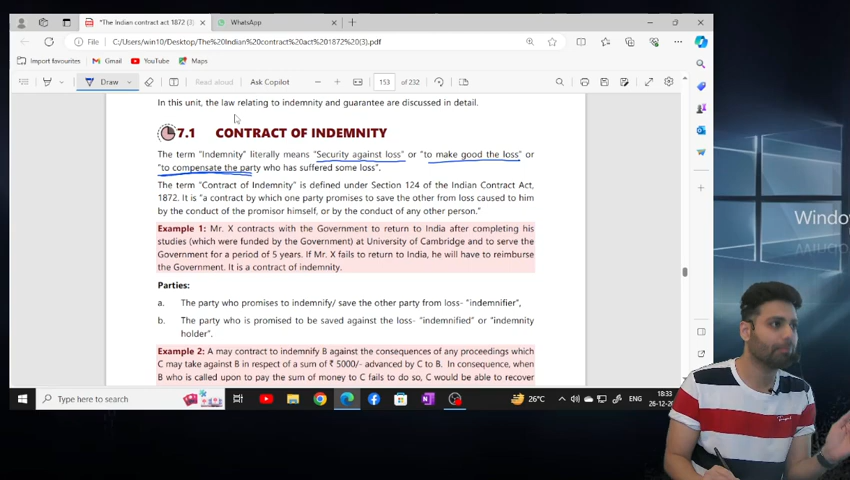 *The Indian contract act 1872 (3)
WhatsApp
File
C:/Users/win10/Desktop/The%20Indian%20contract%20act%201872%20(3).pdf
Import favourites
Gmail
YouTube
Maps
Draw
Read aloud
Ask Copilot
153
of 232
In this unit, the law relating to indemnity and guarantee are discussed in detail.
7.1 CONTRACT OF INDEMNITY
The term "Indemnity" literally means "Security against loss" or "to make good the loss" or
"to compensate the party who has suffered some loss".
The term "Contract of Indemnity" is defined under Section 124 of the Indian Contract Act,
1872. It is "a contract by which one party promises to save the other from loss caused to him
by the conduct of the promisor himself, or by the conduct of any other person."
Example 1: Mr. X contracts with the Government to return to India after completing his
studies (which were funded by the Government) at University of Cambridge and to serve the
Government for a period of 5 years. If Mr. X fails to return to India, he will have to reimburse
the Government. It is a contract of indemnity.
Parties:
a. The party who promises to indemnify/ save the other party from loss- "indemnifier",
b. The party who is promised to be saved against the loss- "indemnified" or "indemnity
holder".
Example 2: A may contract to indemnify B against the consequences of any proceedings which
C may take against B in respect of a sum of ₹ 5000/- advanced by C to B. In consequence, when
B who is called upon to pay the sum of money to C fails to do so, C would be able to recover
Type here to search
26°C
ENG
18:33
26-12-20
Window